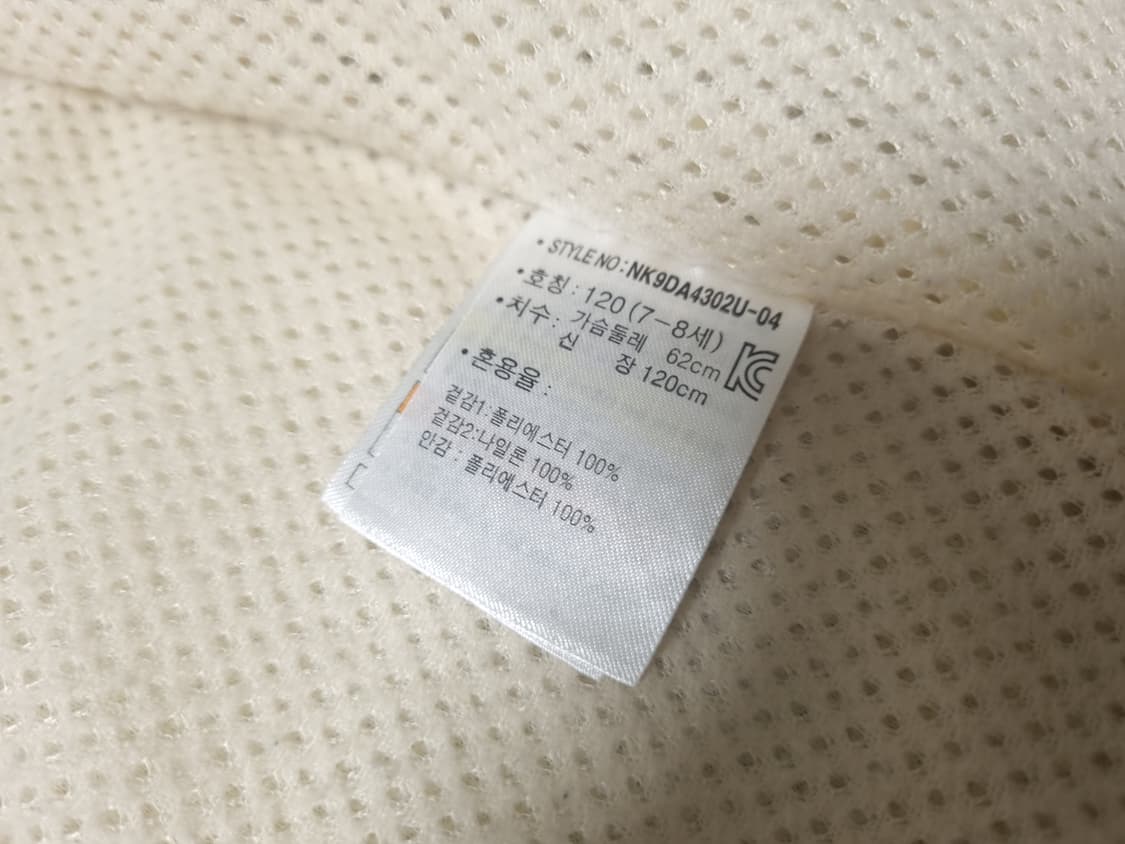 • STYLE NO : NK9DA4302U-04
• 호칭 : 120 (7-8세)
• 치수 : 가슴둘레 62cm
신 장 120cm
• 혼용율 :
겉감1:폴리에스터 100%
겉감2:나일론 100%
안감 : 폴리에스터 100%